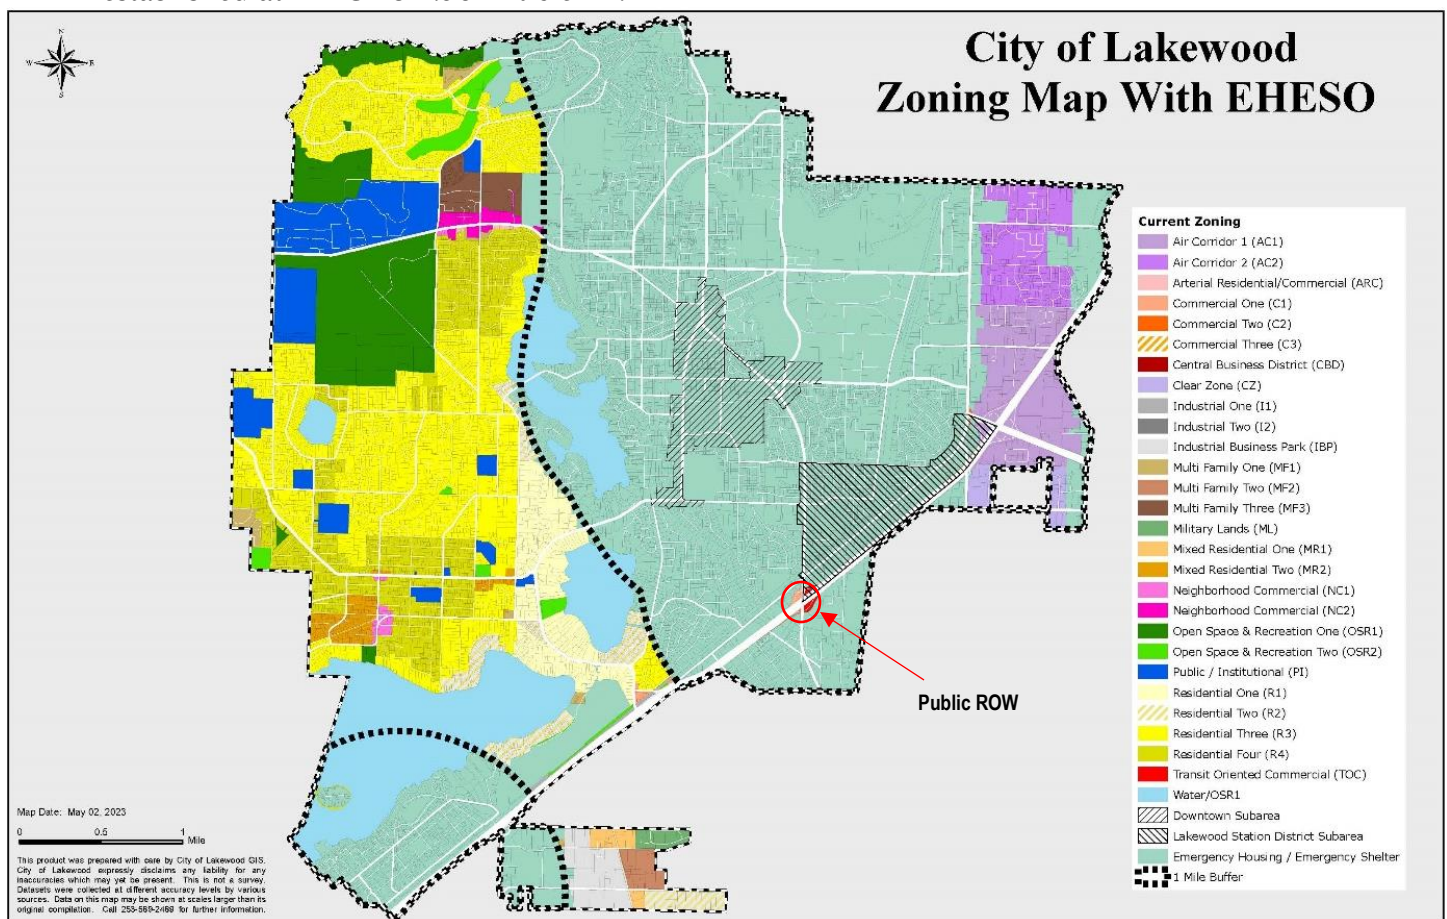 City of Lakewood
Zoning Map With EHESO
N
W
E
S
Current Zoning
Air Corridor 1 (AC1)
Air Corridor 2 (AC2)
Arterial Residential/Commercial (ARC)
Commercial One (C1)
Commercial Two (C2)
Commercial Three (C3)
Central Business District (CBD)
Clear Zone (CZ)
Industrial One (I1)
Industrial Two (I2)
Industrial Business Park (IBP)
Multi Family One (MF1)
Multi Family Two (MF2)
Multi Family Three (MF3)
Military Lands (ML)
Mixed Residential One (MR1)
Mixed Residential Two (MR2)
Neighborhood Commercial (NC1)
Neighborhood Commercial (NC2)
Open Space & Recreation One (OSR1)
Open Space & Recreation Two (OSR2)
Public / Institutional (PI)
Residential One (R1)
Residential Two (R2)
Residential Three (R3)
Residential Four (R4)
Transit Oriented Commercial (TOC)
Water/OSR1
Downtown Subarea
Lakewood Station District Subarea
Emergency Housing / Emergency Shelter
1 Mile Buffer
Public ROW
Map Date: May 02, 2023
0 0.5 1
Mile
This product was prepared with care by City of Lakewood GIS.
City of Lakewood expressly disclaims any liability for any
inaccuracies which may yet be present. This is not a survey.
Datasets were collected at different accuracy levels by various
sources. Data on this map may be shown at scales larger than its
original compilation. Call 253-589-2489 for further information.